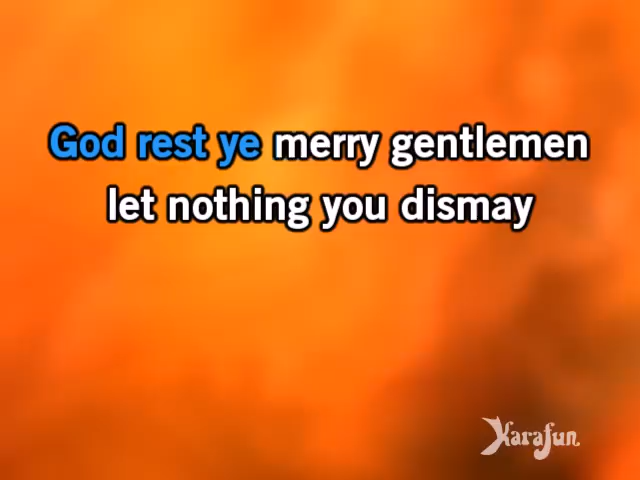 God rest ye merry gentlemen
let nothing you dismay
Karafun